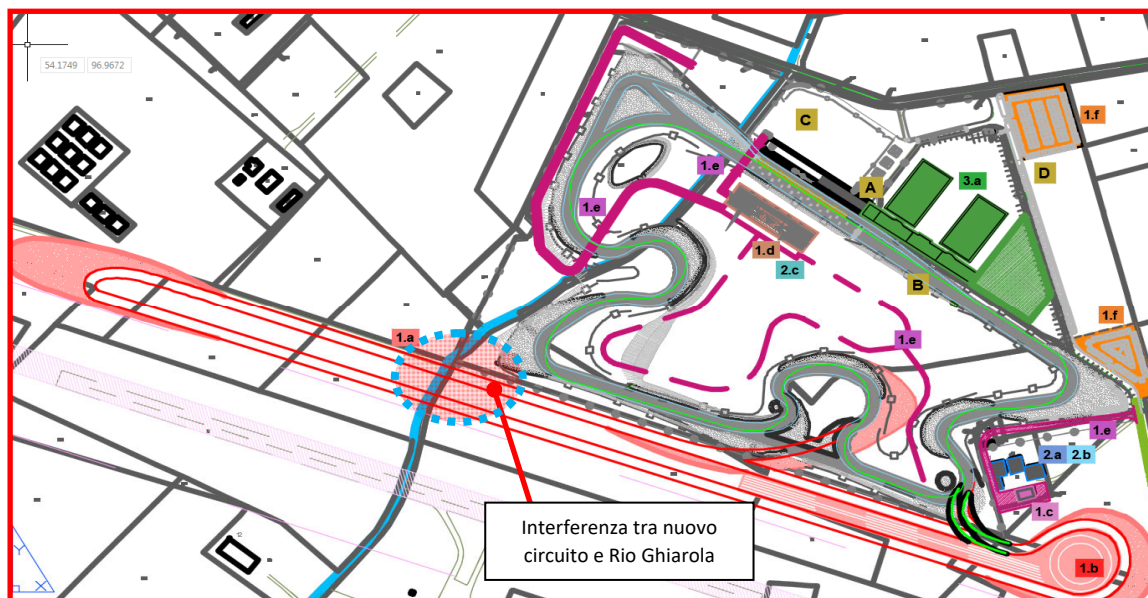 54.1749 96.9672
C
1.f
1.e
A
3.a
D
1.e
1.d
2.c
B
1.f
1.a
1.e
1.e
2.a 2.b
1.c
Interferenza tra nuovo
circuito e Rio Ghiarola
1.b
Y
X